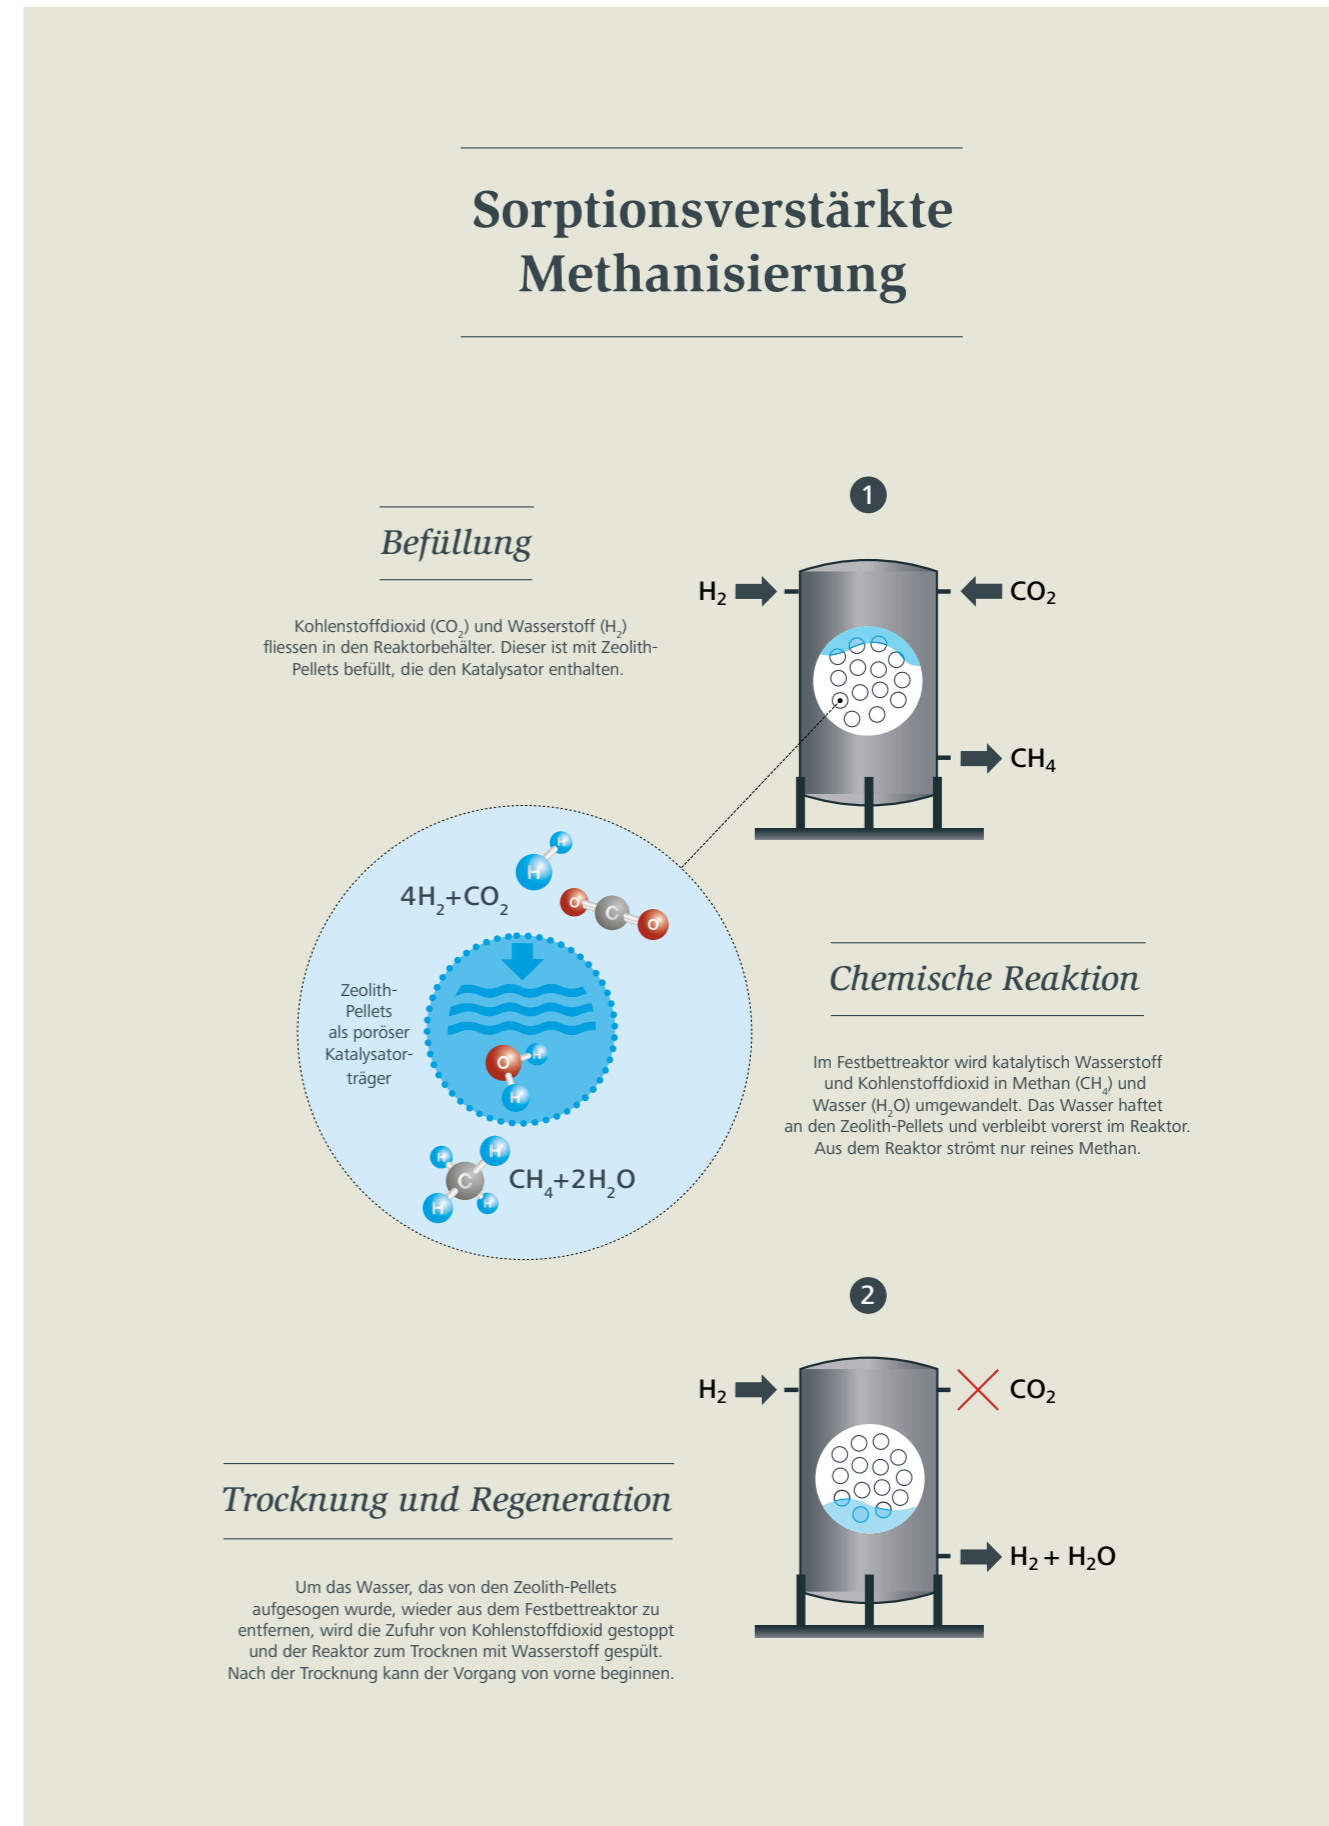 Sorptionsverstärkte
Methanisierung
Befüllung
Kohlenstoffdioxid (CO₂) und Wasserstoff (H₂)
fliessen in den Reaktorbehälter. Dieser ist mit Zeolith-
Pellets befüllt, die den Katalysator enthalten.
1
H₂
CO₂
CH₄
H
H
4H₂+CO₂
O
C
O
Zeolith-
Pellets
als poröser
Katalysator-
träger
O
H
H
H
H
C
H
H
CH₄+2H₂O
Chemische Reaktion
Im Festbettreaktor wird katalytisch Wasserstoff
und Kohlenstoffdioxid in Methan (CH₄) und
Wasser (H₂O) umgewandelt. Das Wasser haftet
an den Zeolith-Pellets und verbleibt vorerst im Reaktor.
Aus dem Reaktor strömt nur reines Methan.
2
H₂
CO₂
H₂ + H₂O
Trocknung und Regeneration
Um das Wasser, das von den Zeolith-Pellets
aufgesogen wurde, wieder aus dem Festbettreaktor zu
entfernen, wird die Zufuhr von Kohlenstoffdioxid gestoppt
und der Reaktor zum Trocknen mit Wasserstoff gespült.
Nach der Trocknung kann der Vorgang von vorne beginnen.